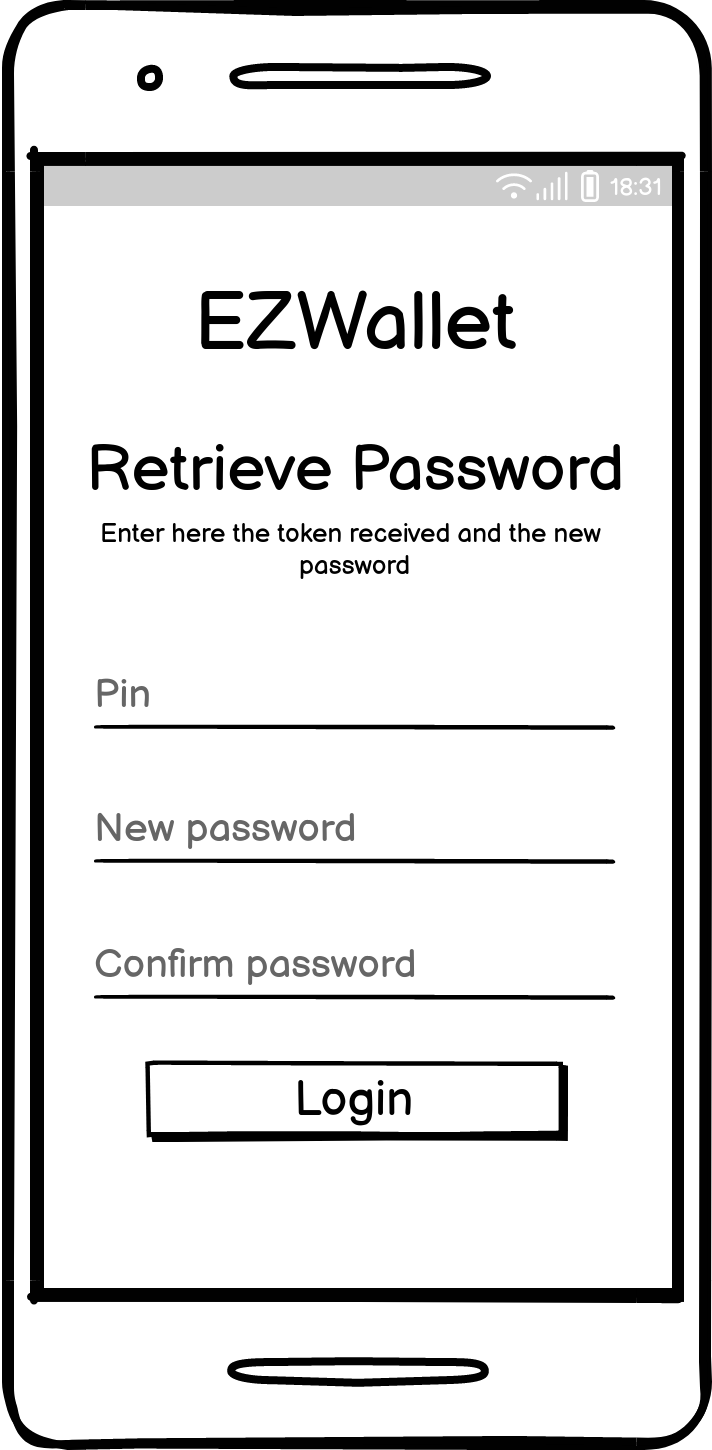 18:31
EZWallet
Retrieve Password
Enter here the token received and the new
password
Pin
New password
Confirm password
Login